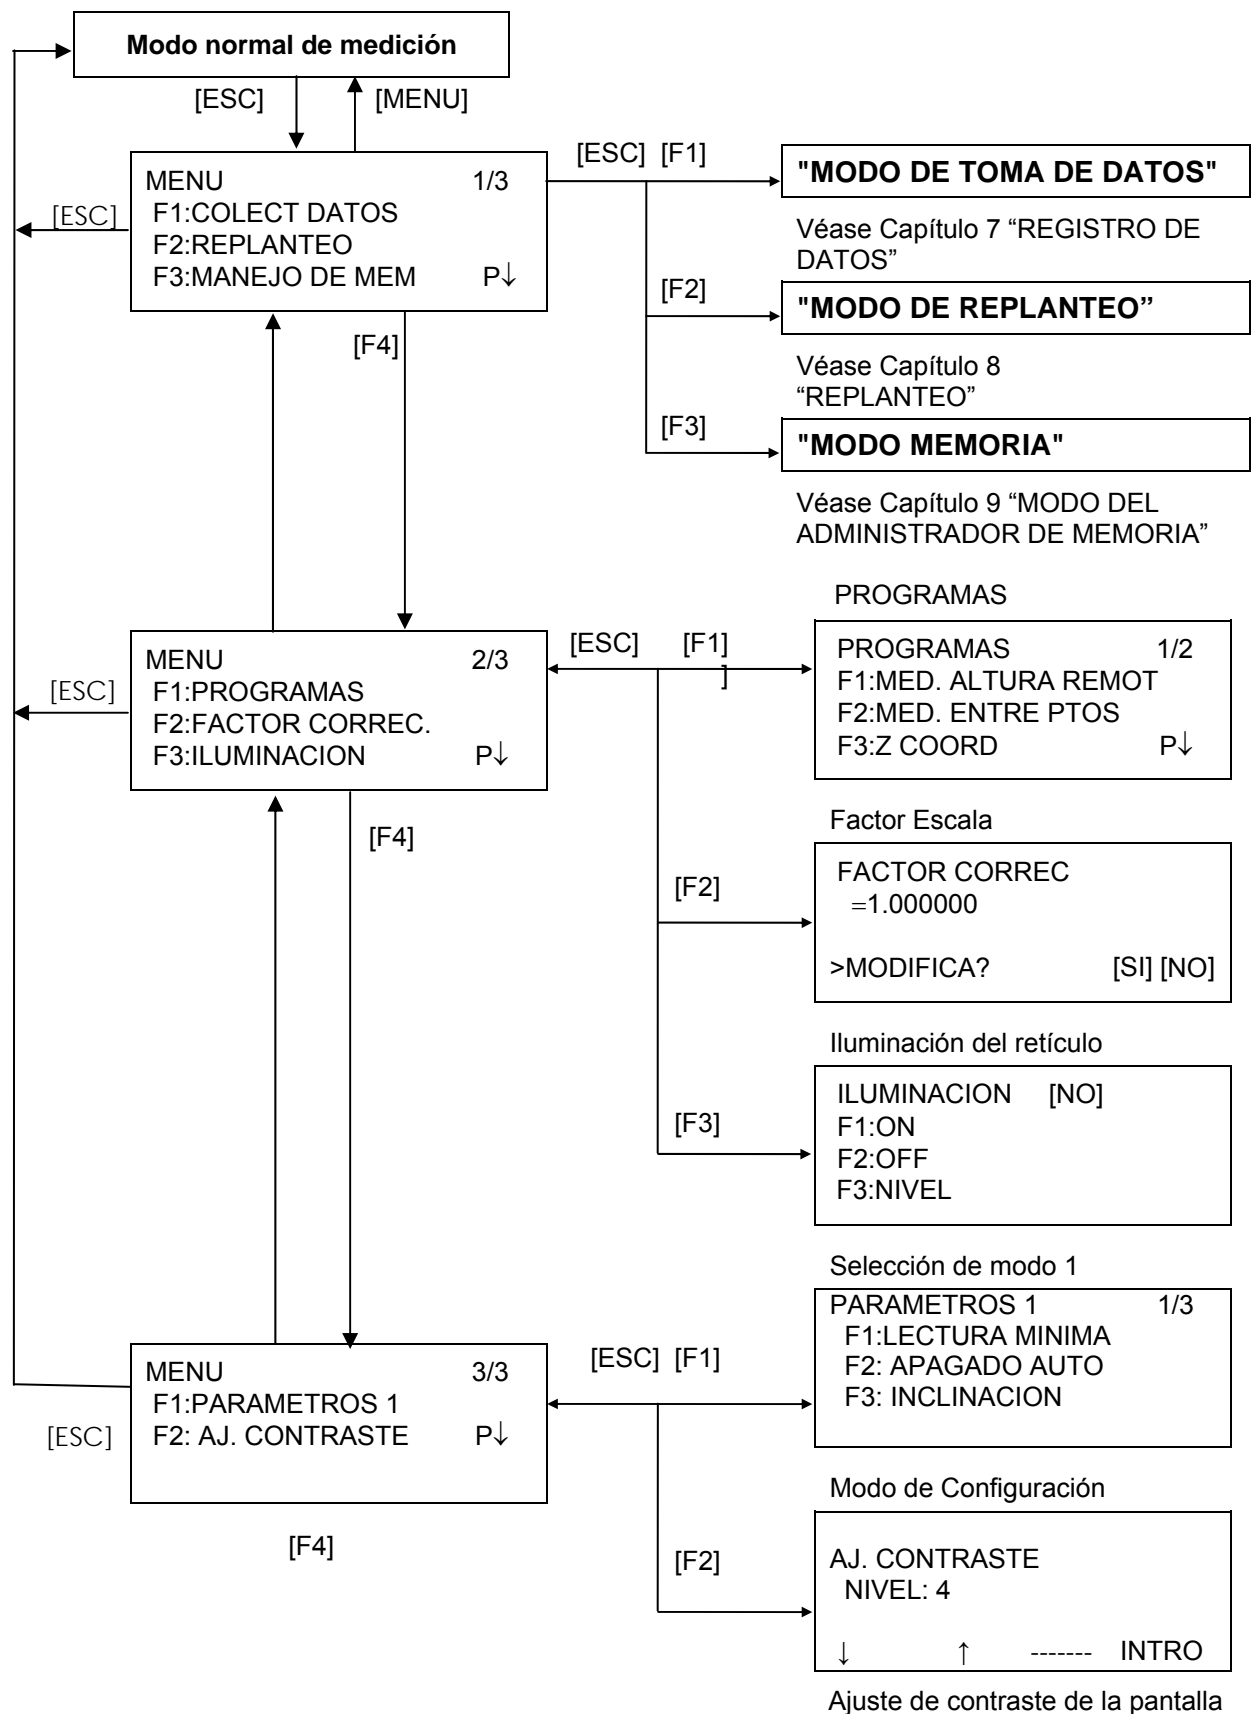 Modo normal de medición
[ESC] [MENU]
MENU 1/3
F1:COLECT DATOS
F2:REPLANTEO
F3:MANEJO DE MEM P↓
[ESC]
[ESC] [F1]
"MODO DE TOMA DE DATOS"
Véase Capítulo 7 “REGISTRO DE
DATOS”
[F2]
"MODO DE REPLANTEO”
Véase Capítulo 8
“REPLANTEO”
[F3]
"MODO MEMORIA"
Véase Capítulo 9 “MODO DEL
ADMINISTRADOR DE MEMORIA”
[F4]
MENU 2/3
F1:PROGRAMAS
F2:FACTOR CORREC.
F3:ILUMINACION P↓
[ESC]
[ESC] [F1]
]
PROGRAMAS
PROGRAMAS 1/2
F1:MED. ALTURA REMOT
F2:MED. ENTRE PTOS
F3:Z COORD P↓
[F4]
Factor Escala
[F2]
FACTOR CORREC
=1.000000
>MODIFICA? [SI] [NO]
Iluminación del retículo
[F3]
ILUMINACION [NO]
F1:ON
F2:OFF
F3:NIVEL
MENU 3/3
F1:PARAMETROS 1
F2: AJ. CONTRASTE P↓
[ESC]
[F4]
[ESC] [F1]
Selección de modo 1
PARAMETROS 1 1/3
F1:LECTURA MINIMA
F2: APAGADO AUTO
F3: INCLINACION
Modo de Configuración
[F2]
AJ. CONTRASTE
NIVEL: 4
↓ ↑ ------- INTRO
Ajuste de contraste de la pantalla